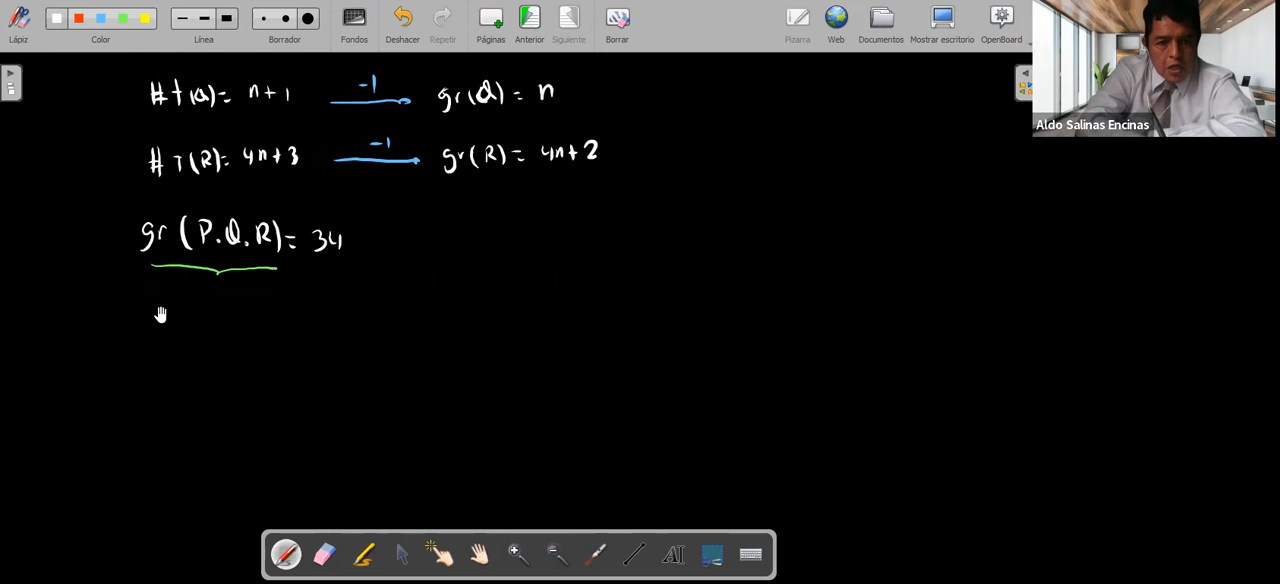 Lápiz Color Línea Borrador Fondos Deshacer Repetir Páginas Anterior Siguiente Borrar Pizarra Web Documentos Mostrar escritorio OpenBoard
Aldo Salinas Encinas
# t(Q) = n + 1 -1 gr(Q) = n
# T(R) = 4n + 3 -1 gr(R) = 4n + 2
gr (P.Q.R) = 34
AI